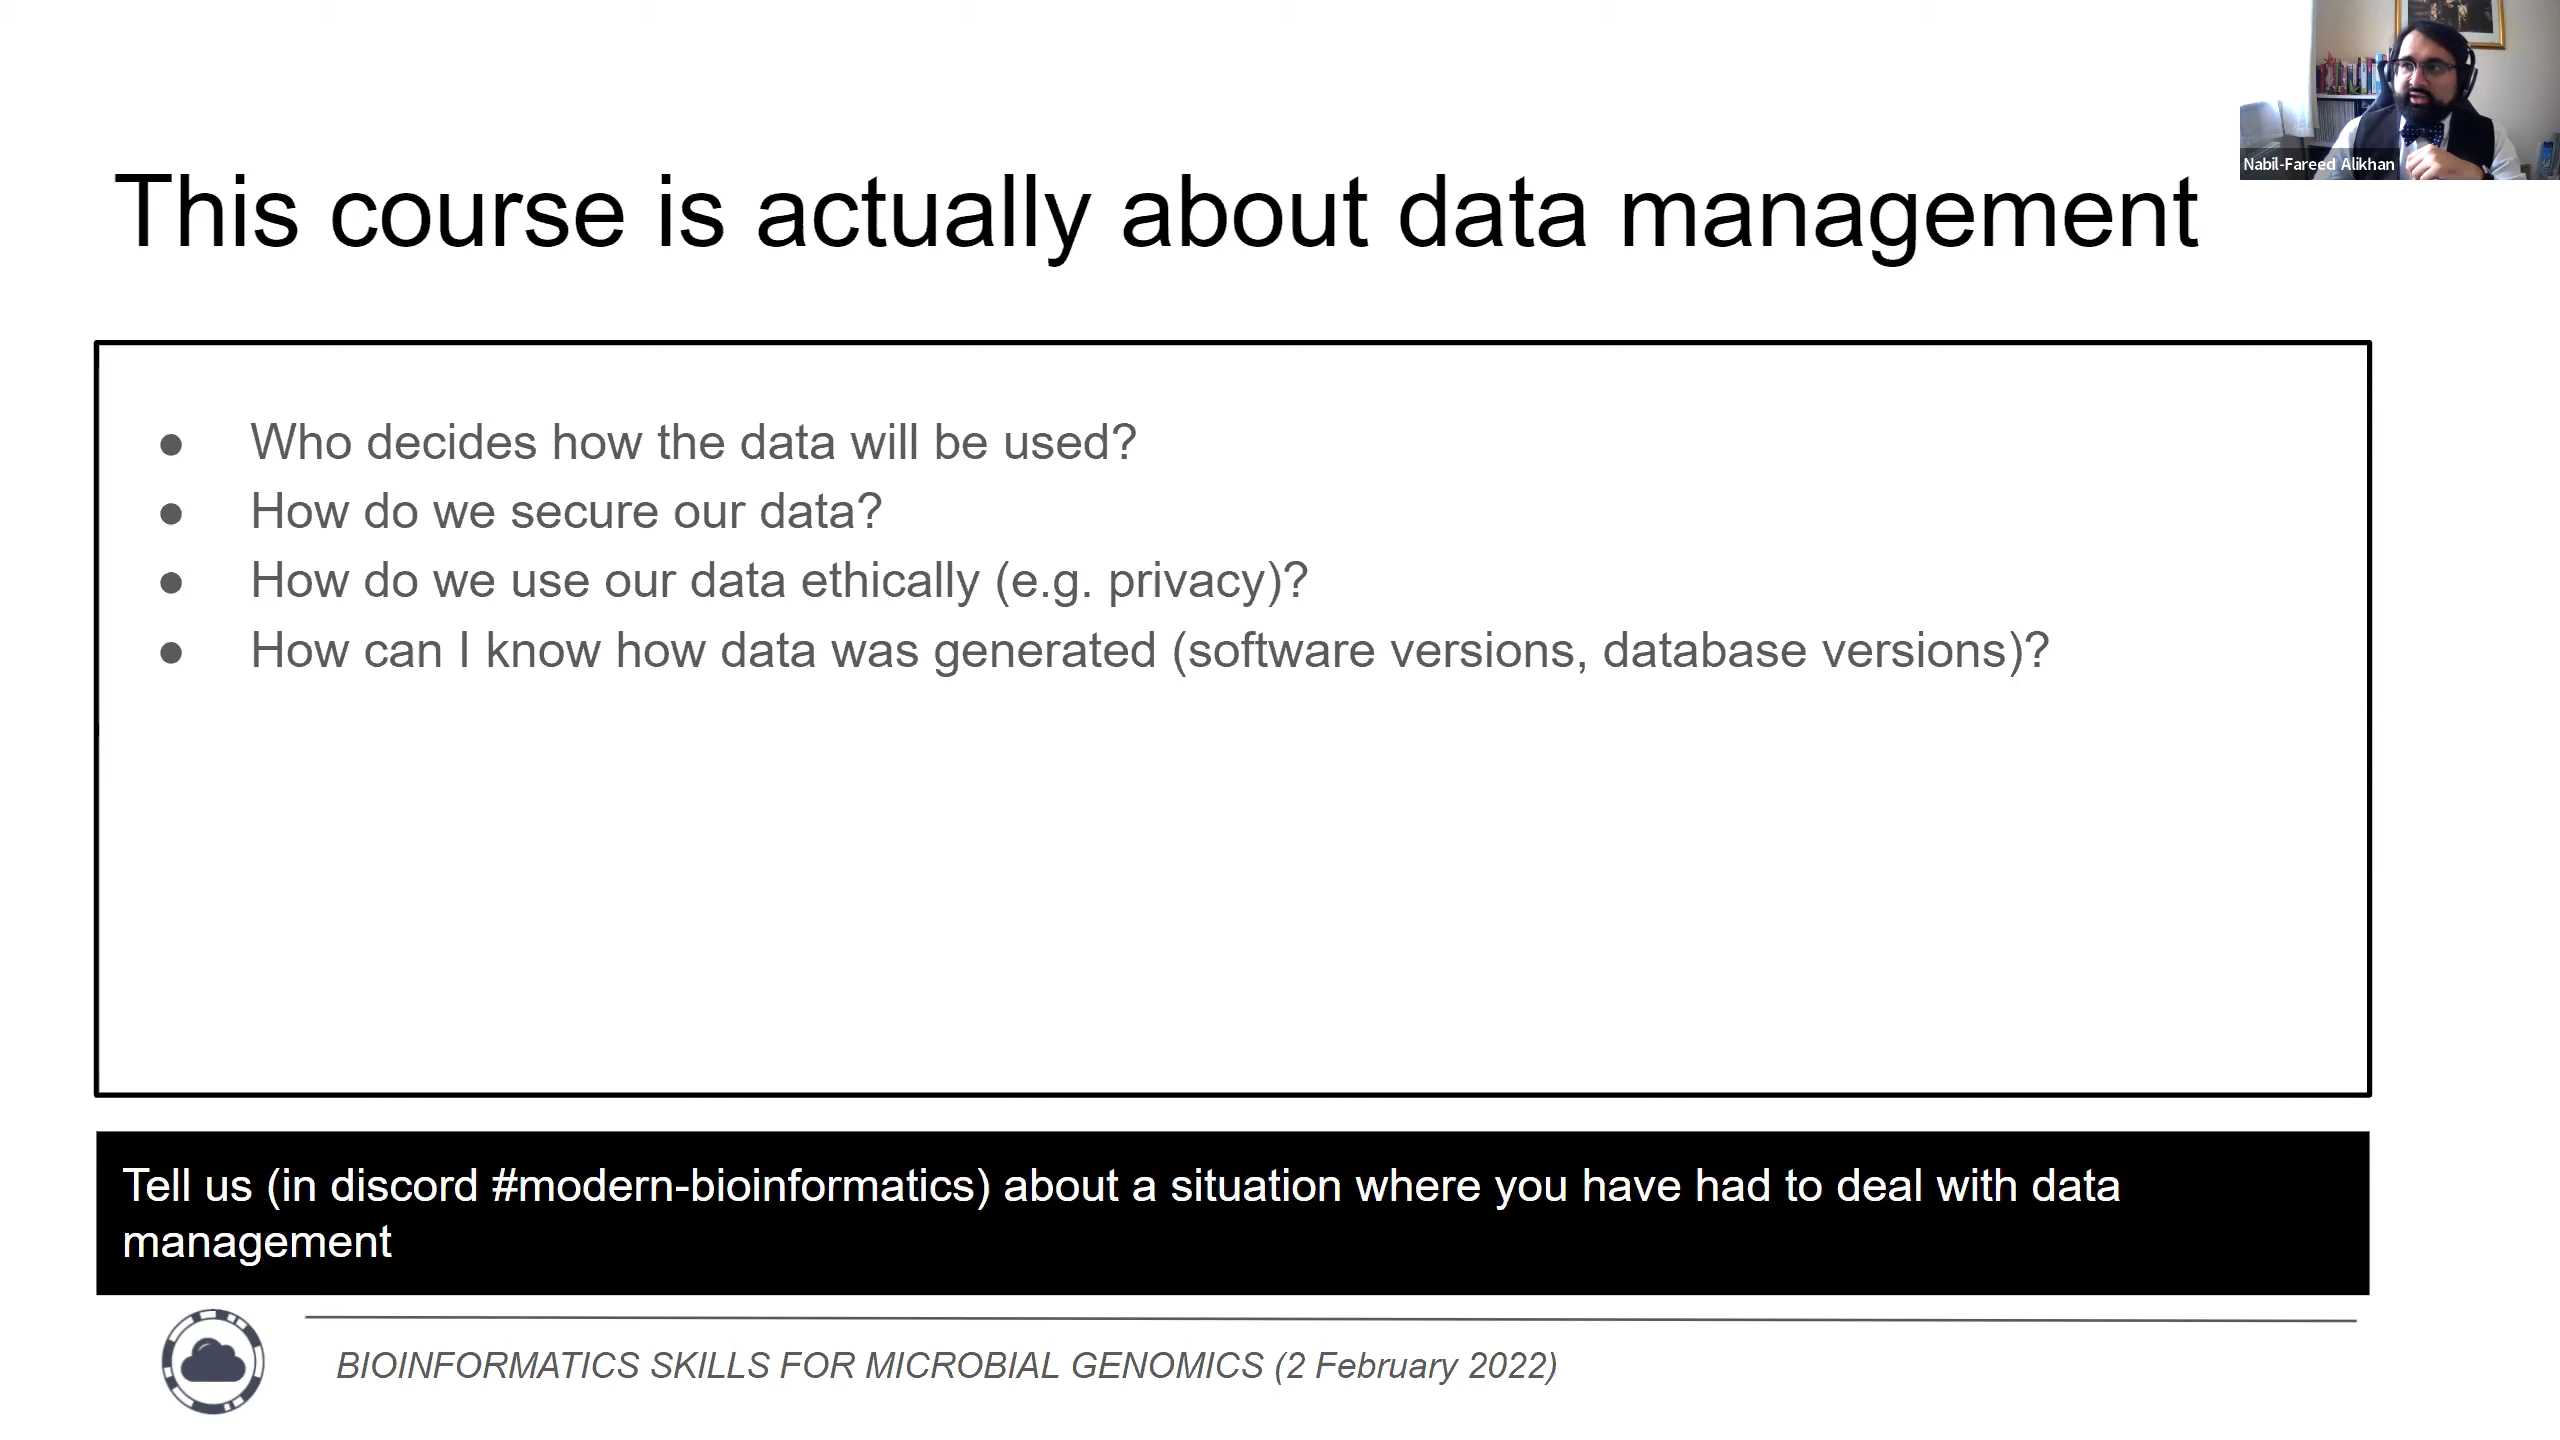 Nabil-Fareed Alikhan
This course is actually about data management
● Who decides how the data will be used?
● How do we secure our data?
● How do we use our data ethically (e.g. privacy)?
● How can I know how data was generated (software versions, database versions)?
Tell us (in discord #modern-bioinformatics) about a situation where you have had to deal with data
management
BIOINFORMATICS SKILLS FOR MICROBIAL GENOMICS (2 February 2022)